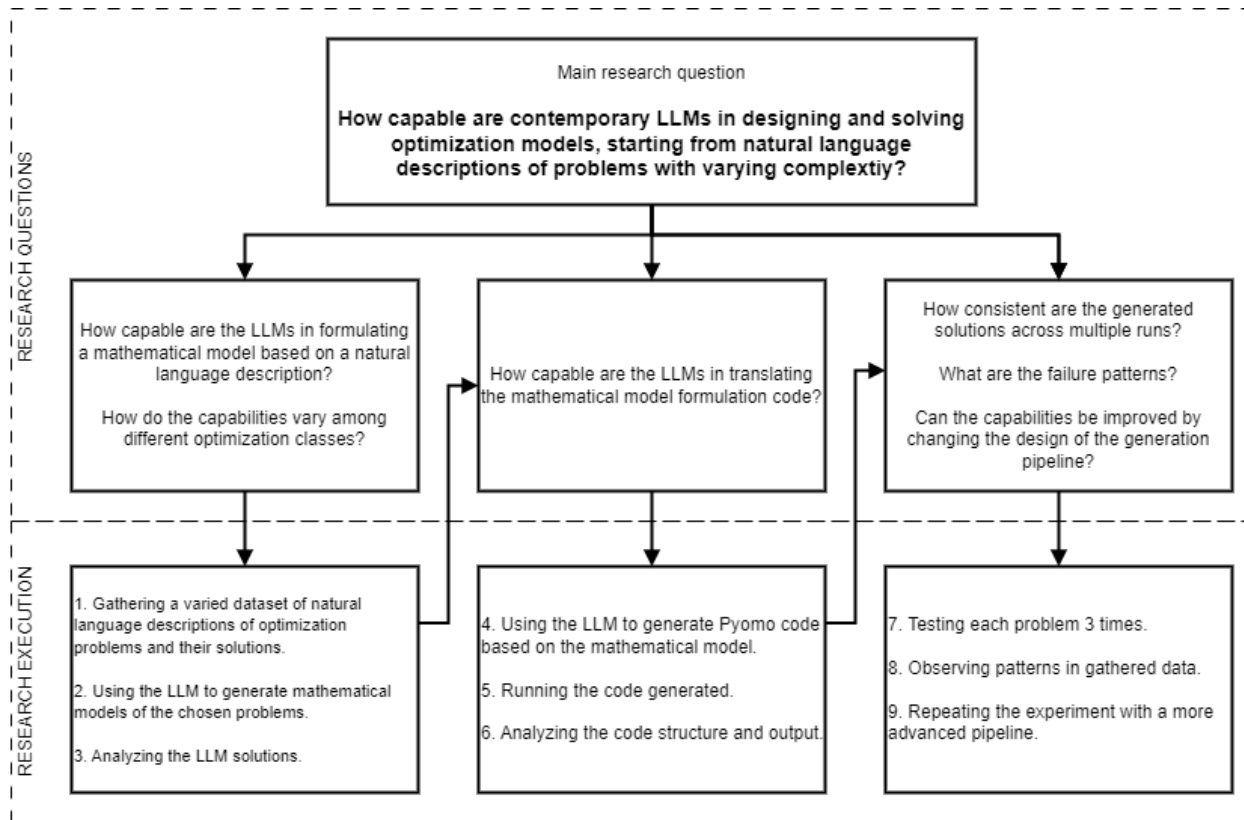 RESEARCH QUESTIONS
Main research question
How capable are contemporary LLMs in designing and solving
optimization models, starting from natural language
descriptions of problems with varying complextiy?
How capable are the LLMs in formulating
a mathematical model based on a natural
language description?
How do the capabilities vary among
different optimization classes?
How capable are the LLMs in translating
the mathematical model formulation code?
How consistent are the generated
solutions across multiple runs?
What are the failure patterns?
Can the capabilities be improved by
changing the design of the generation
pipeline?
RESEARCH EXECUTION
1. Gathering a varied dataset of natural
language descriptions of optimization
problems and their solutions.
2. Using the LLM to generate mathematical
models of the chosen problems.
3. Analyzing the LLM solutions.
4. Using the LLM to generate Pyomo code
based on the mathematical model.
5. Running the code generated.
6. Analyzing the code structure and output.
7. Testing each problem 3 times.
8. Observing patterns in gathered data.
9. Repeating the experiment with a more
advanced pipeline.